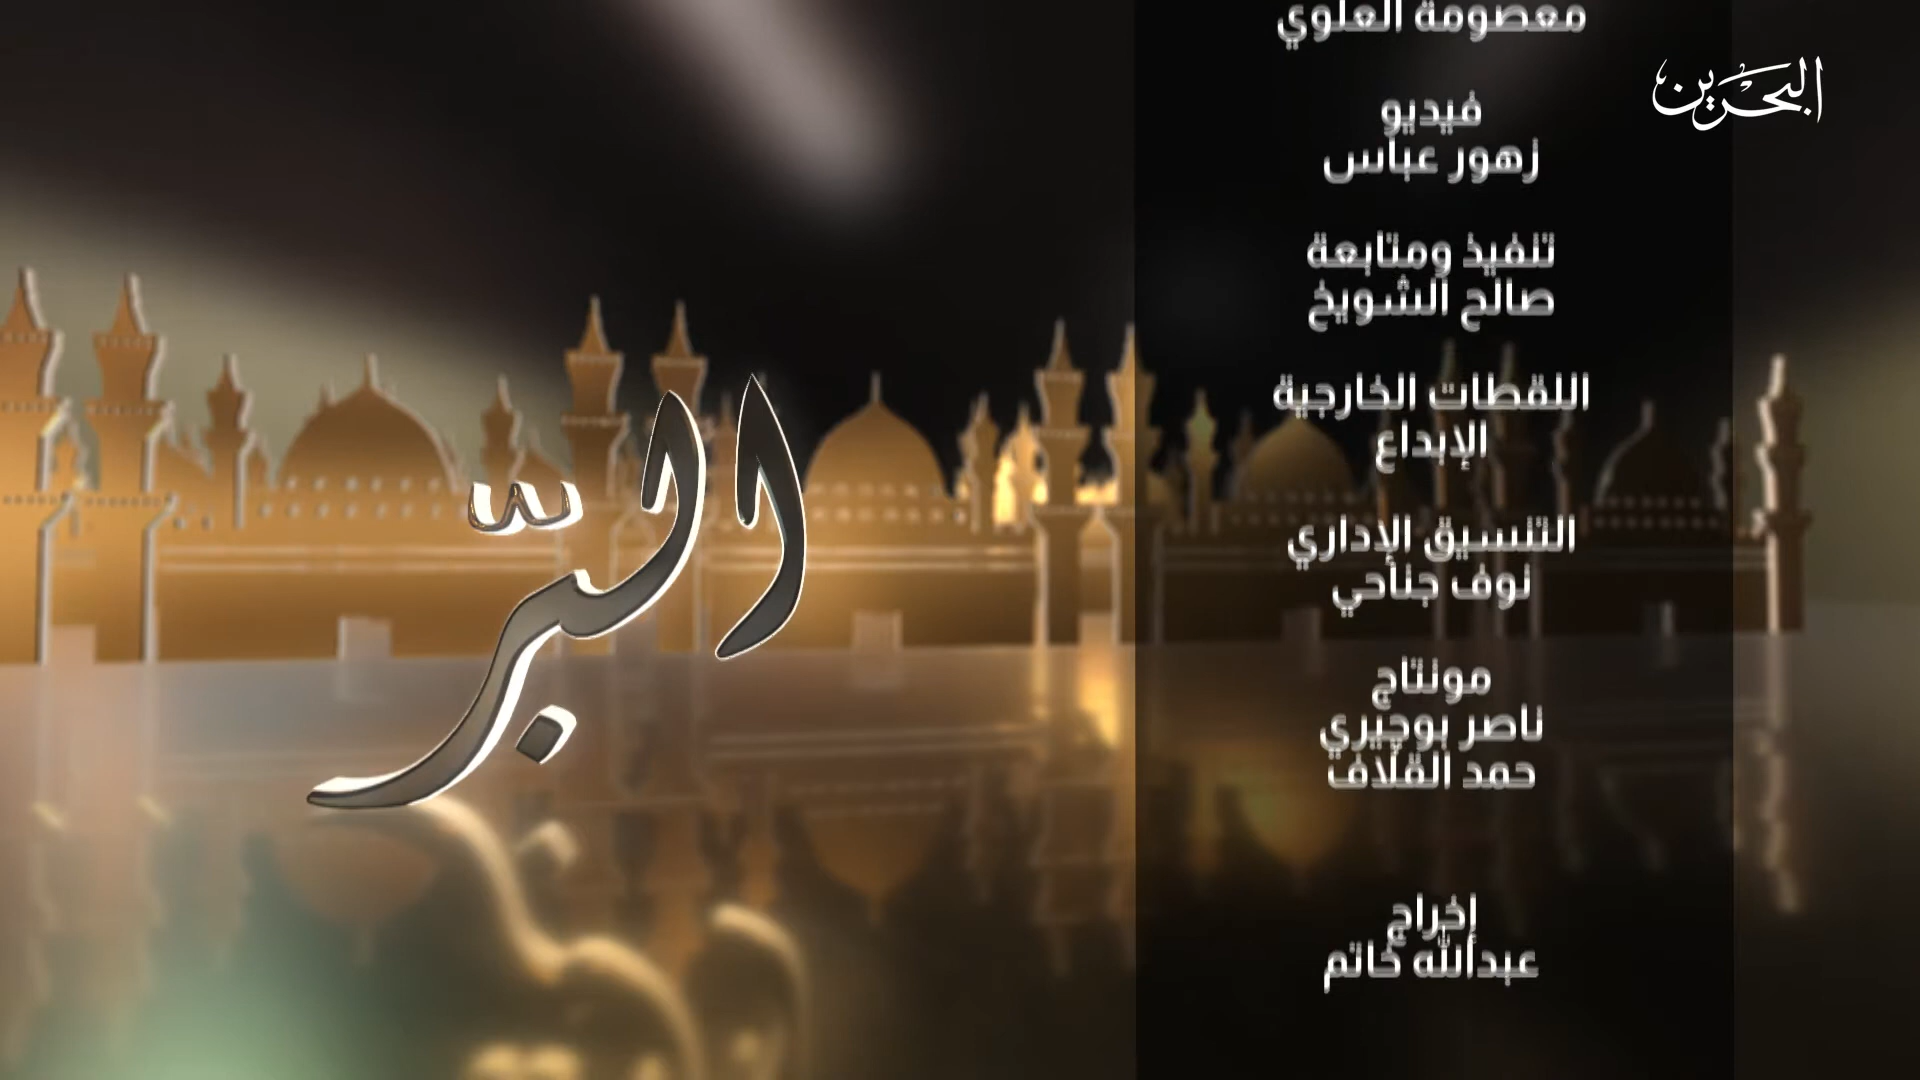 معصومة العلوي
البحرين
فيديو
زهور عباس
تنفيذ ومتابعة
صالح الشويخ
اللقطات الخارجية
الإبداع
التنسيق الإداري
نوف جناحي
البرّ
مونتاج
ناصر بوجيري
حمد القلاف
إخراج
عبدالله خاتم